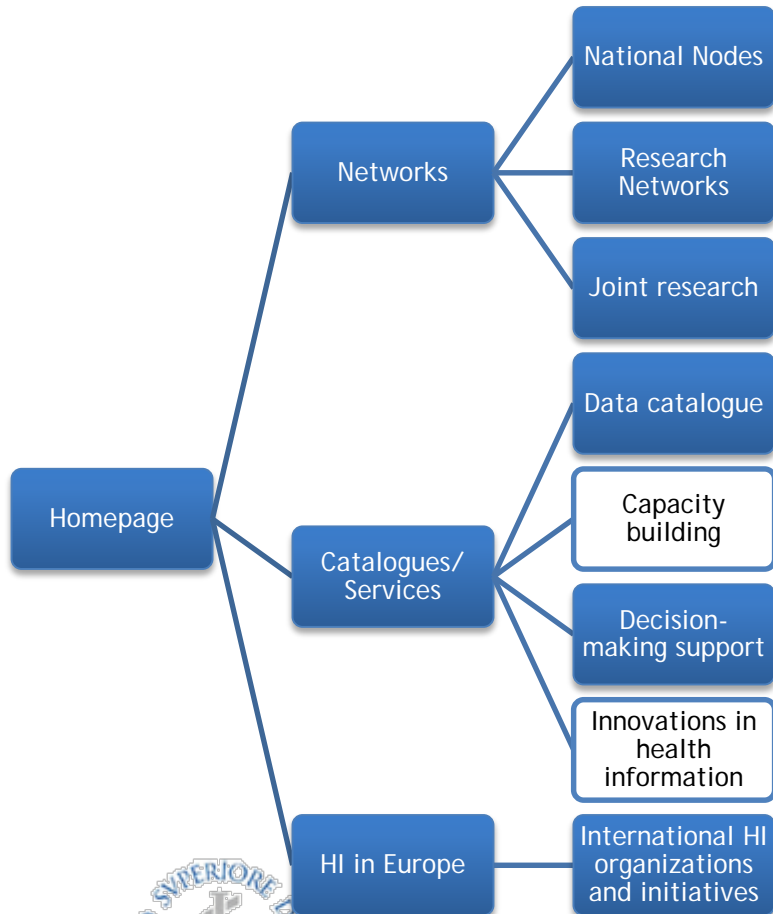 National Nodes
Networks
Research
Networks
Joint research
Data catalogue
Homepage
Capacity
building
Catalogues/
Services
Decision-
making support
Innovations in
health
information
HI in Europe
International HI
organizations
and initiatives
SVPERIORE